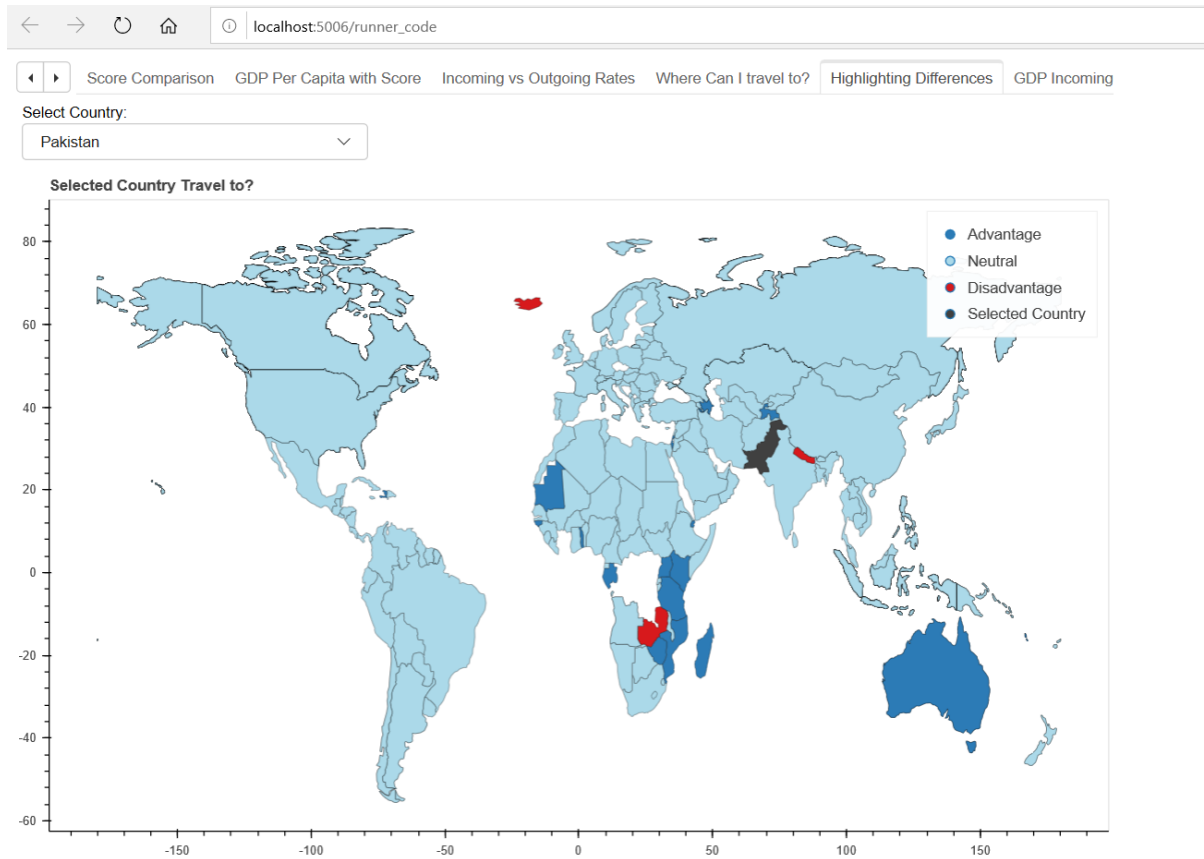 localhost:5006/runner_code
Score Comparison GDP Per Capita with Score Incoming vs Outgoing Rates Where Can I travel to? Highlighting Differences GDP Incoming
Select Country:
Pakistan
Selected Country Travel to?
Advantage
Neutral
Disadvantage
Selected Country
80
60
40
20
0
-20
-40
-60
-150 -100 -50 0 50 100 150